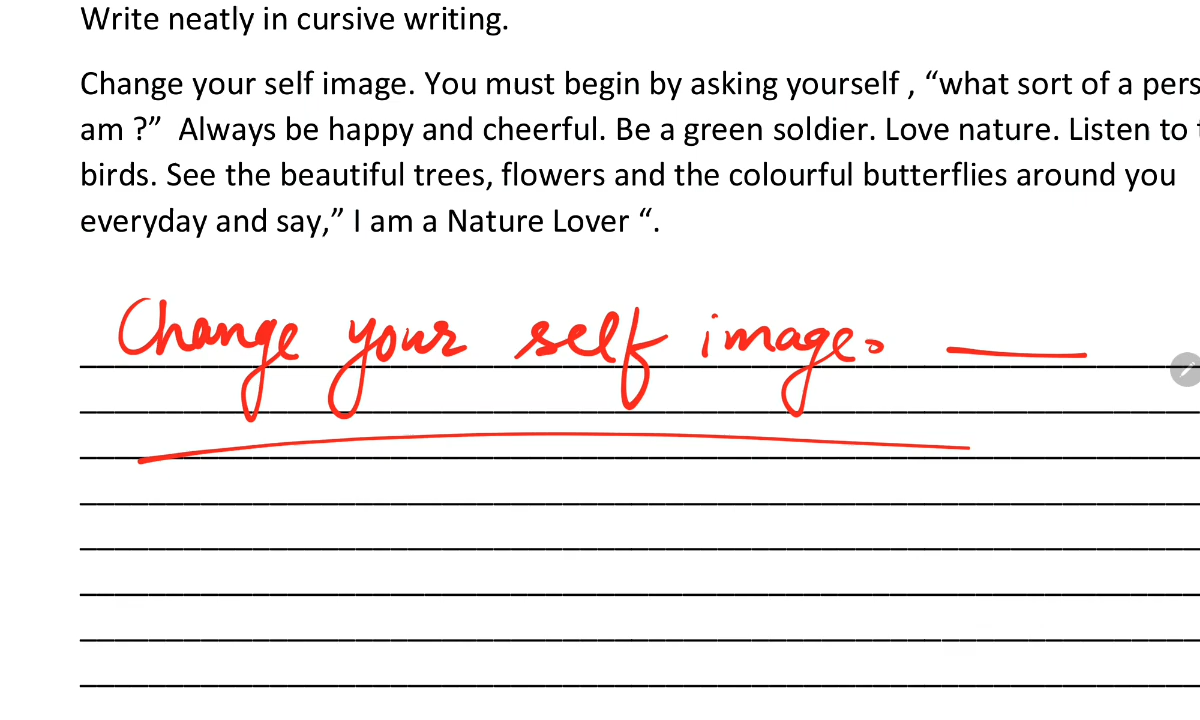 Write neatly in cursive writing.
Change your self image. You must begin by asking yourself , “what sort of a pers
am ?” Always be happy and cheerful. Be a green soldier. Love nature. Listen to
birds. See the beautiful trees, flowers and the colourful butterflies around you
everyday and say,” I am a Nature Lover “.
Change your self image.